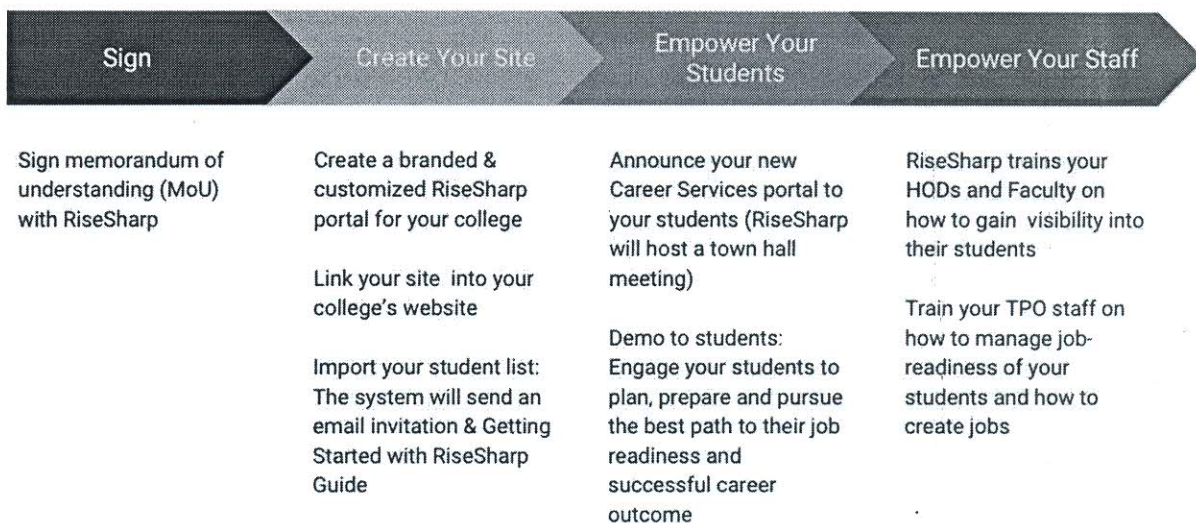 Sign
Create Your Site
Empower Your
Students
Empower Your Staff
Sign memorandum of
understanding (MoU)
with RiseSharp
Create a branded &
customized RiseSharp
portal for your college
Link your site into your
college's website
Import your student list:
The system will send an
email invitation & Getting
Started with RiseSharp
Guide
Announce your new
Career Services portal to
your students (RiseSharp
will host a town hall
meeting)
Demo to students:
Engage your students to
plan, prepare and pursue
the best path to their job
readiness and
successful career
outcome
RiseSharp trains your
HODs and Faculty on
how to gain visibility into
their students
Train your TPO staff on
how to manage job-
readiness of your
students and how to
create jobs